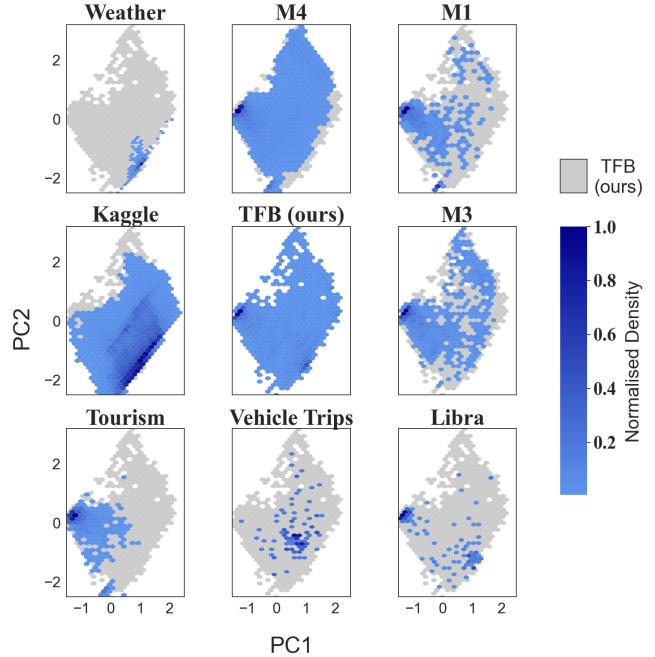 Weather
M4
M1
2
0
−2
TFB
(ours)
Kaggle
TFB (ours)
M3
2
0
−2
PC2
1.0
0.8
0.6
0.4
0.2
Normalised Density
Tourism
Vehicle Trips
Libra
2
0
−2
−1 0 1 2
−1 0 1 2
−1 0 1 2
PC1